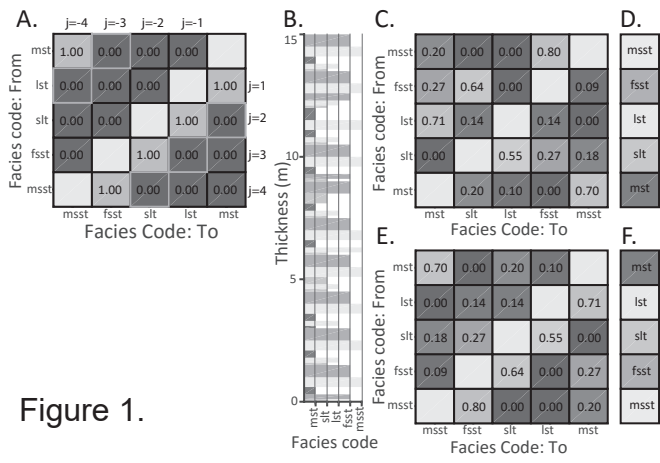 A.
j=-4 j=-3 j=-2 j=-1
Facies code: From
mst 1.00 0.00 0.00 0.00
lst 0.00 0.00 0.00 1.00 j=1
slt 0.00 0.00 1.00 0.00 j=2
fsst 0.00 1.00 0.00 0.00 j=3
msst 1.00 0.00 0.00 0.00 j=4
msst fsst slt lst mst
Facies Code: To
B.
Thickness (m)
15
10
5
0
mst slt lst fsst msst
Facies code
C.
Facies code: From
msst 0.20 0.00 0.00 0.80
fsst 0.27 0.64 0.00 0.09
lst 0.71 0.14 0.14 0.00
slt 0.00 0.55 0.27 0.18
mst 0.20 0.10 0.00 0.70
mst slt lst fsst msst
Facies Code: To
D.
msst
fsst
lst
slt
mst
E.
Facies code: From
mst 0.70 0.00 0.20 0.10
lst 0.00 0.14 0.14 0.71
slt 0.18 0.27 0.55 0.00
fsst 0.09 0.64 0.00 0.27
msst 0.80 0.00 0.00 0.20
msst fsst slt lst mst
Facies Code: To
F.
mst
lst
slt
fsst
msst
Figure 1.